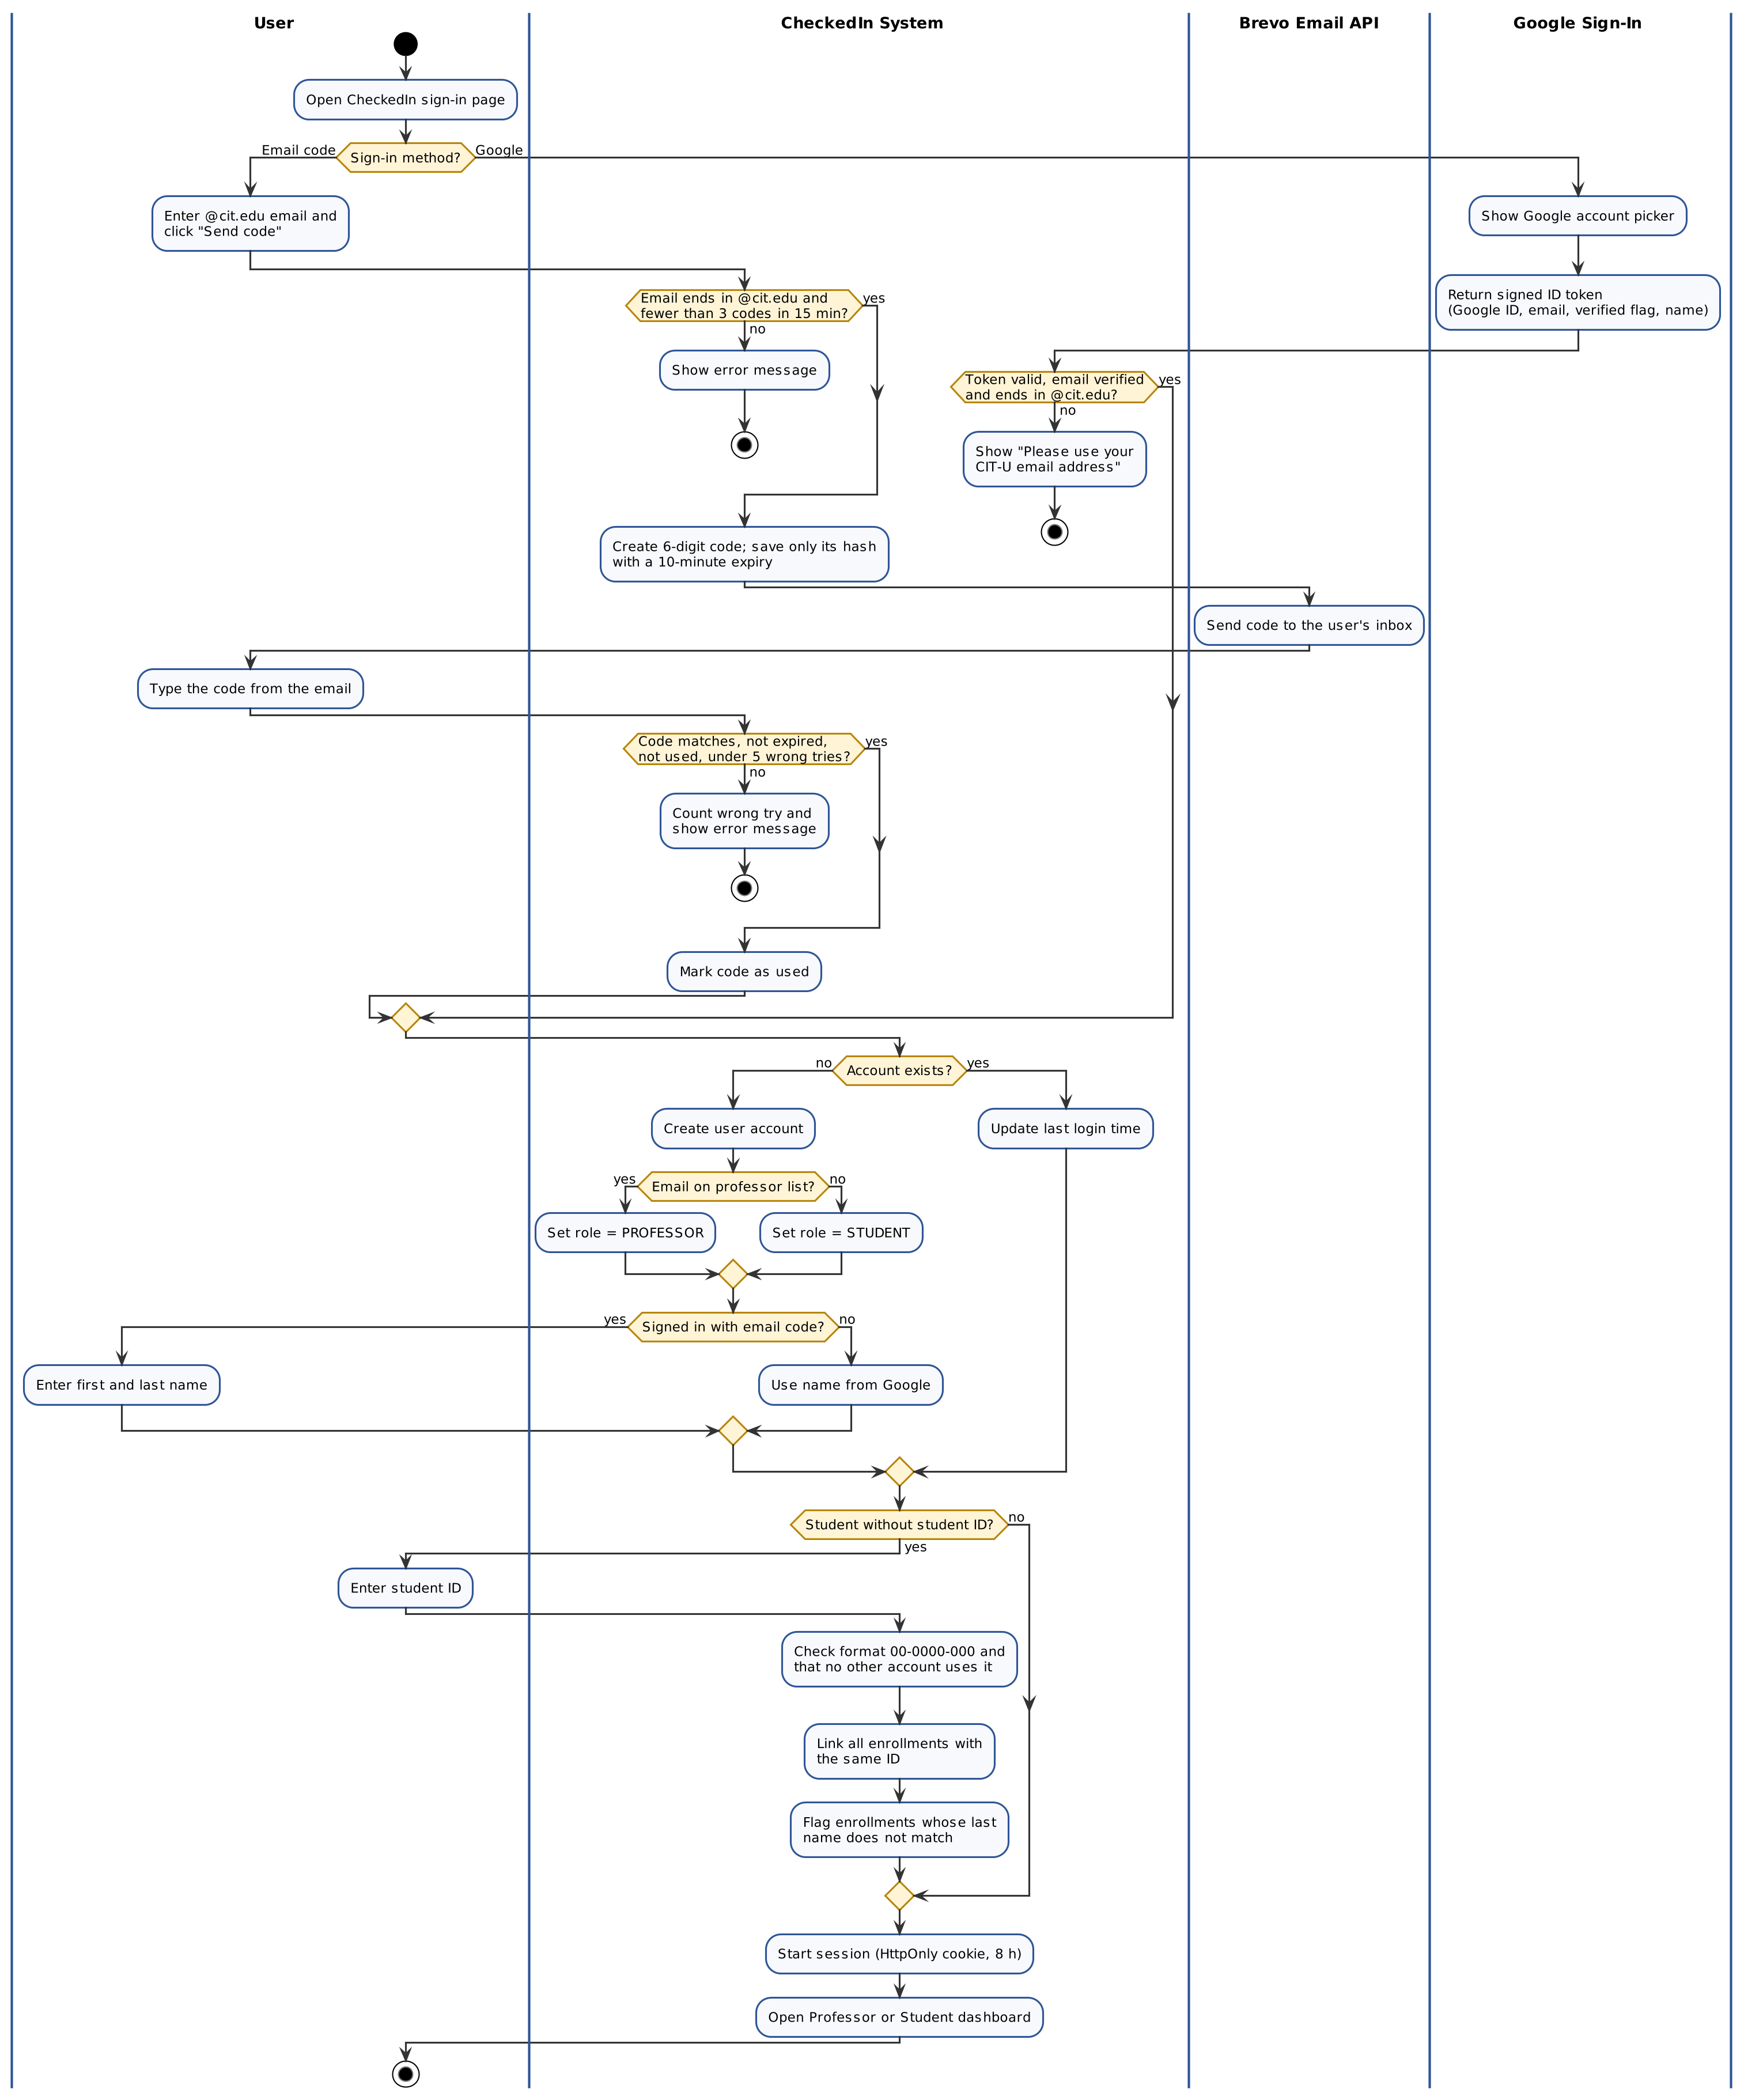 User
CheckedIn System
Brevo Email API
Google Sign-In
Open CheckedIn sign-in page
Email code
Sign-in method?
Google
Enter @cit.edu email and
click "Send code"
Show Google account picker
Return signed ID token
(Google ID, email, verified flag, name)
Email ends in @cit.edu and
fewer than 3 codes in 15 min?
yes
no
Show error message
Token valid, email verified
and ends in @cit.edu?
yes
no
Show "Please use your
CIT-U email address"
Create 6-digit code; save only its hash
with a 10-minute expiry
Send code to the user's inbox
Type the code from the email
Code matches, not expired,
not used, under 5 wrong tries?
yes
no
Count wrong try and
show error message
Mark code as used
no
Account exists?
yes
Create user account
Update last login time
yes
Email on professor list?
no
Set role = PROFESSOR
Set role = STUDENT
yes
Signed in with email code?
no
Enter first and last name
Use name from Google
Student without student ID?
no
yes
Enter student ID
Check format 00-0000-000 and
that no other account uses it
Link all enrollments with
the same ID
Flag enrollments whose last
name does not match
Start session (HttpOnly cookie, 8 h)
Open Professor or Student dashboard